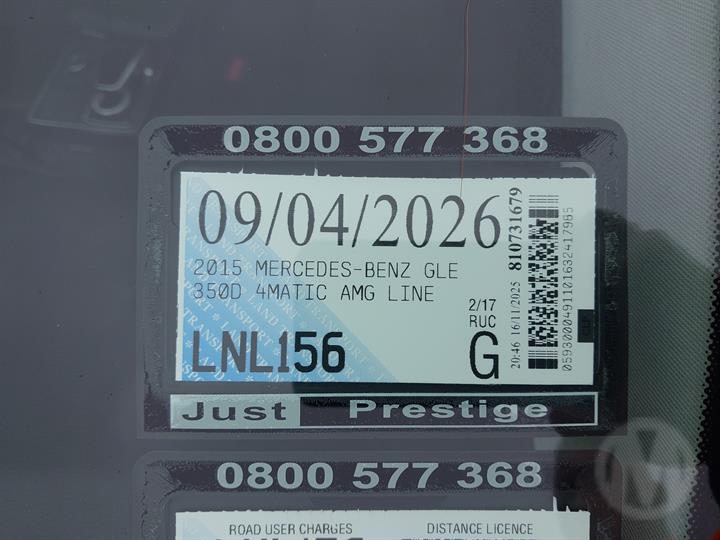 0800 577 368
09/04/2026
2015 MERCEDES-BENZ GLE
350D 4MATIC AMG LINE
2/17
RUC
LNL156
G
20:46 16/11/2025 810731679
0593000491101632417985
Just Prestige
0800 577 368
ROAD USER CHARGES
DISTANCE LICENCE